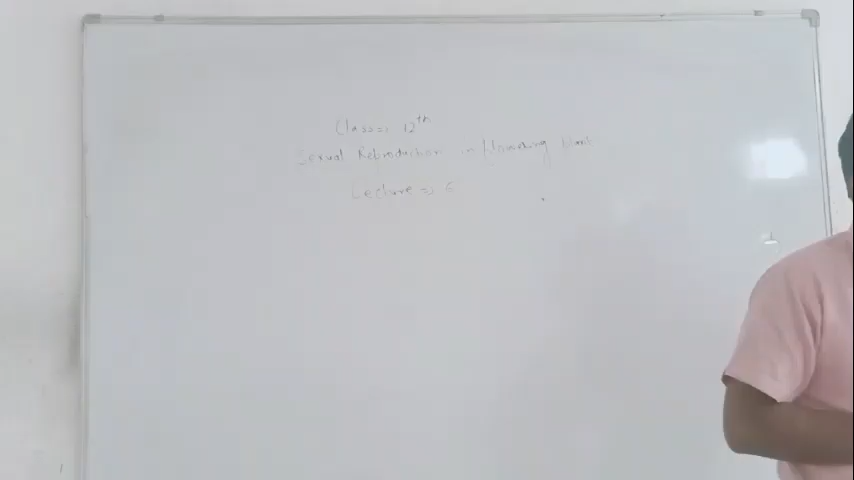 Class => 12th
Sexual Reproduction in flowering Plant
Lecture => 6